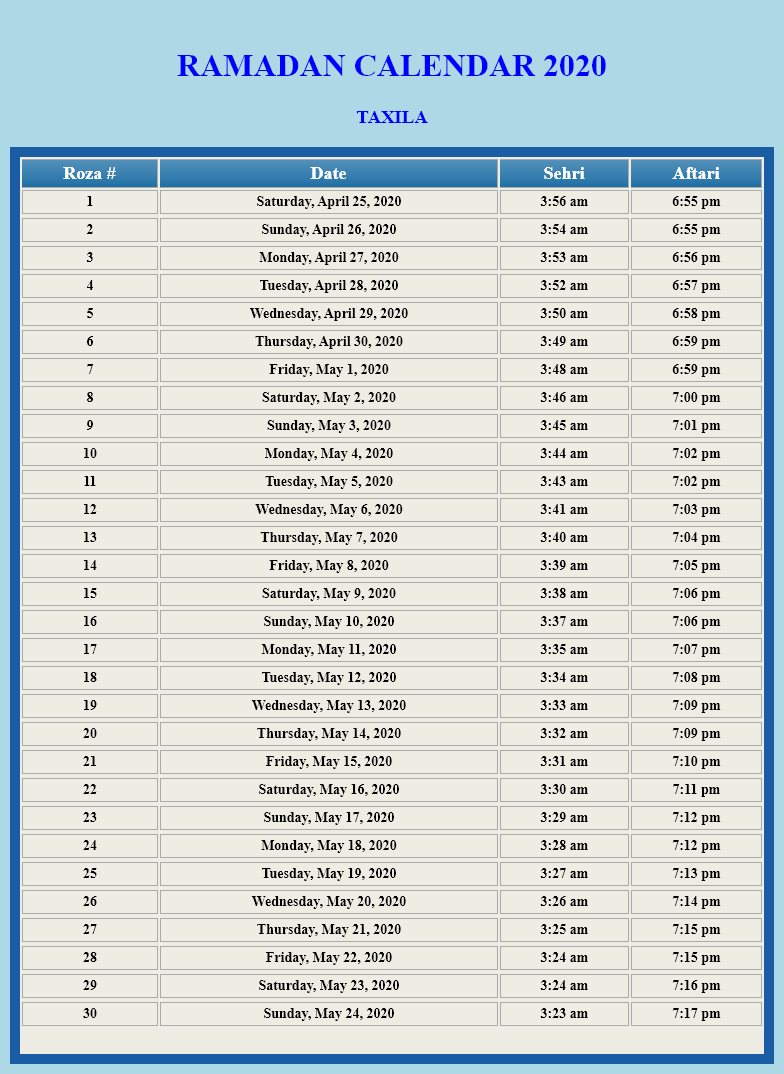 RAMADAN CALENDAR 2020
TAXILA
Roza # Date Sehri Aftari
1 Saturday, April 25, 2020 3:56 am 6:55 pm
2 Sunday, April 26, 2020 3:54 am 6:55 pm
3 Monday, April 27, 2020 3:53 am 6:56 pm
4 Tuesday, April 28, 2020 3:52 am 6:57 pm
5 Wednesday, April 29, 2020 3:50 am 6:58 pm
6 Thursday, April 30, 2020 3:49 am 6:59 pm
7 Friday, May 1, 2020 3:48 am 6:59 pm
8 Saturday, May 2, 2020 3:46 am 7:00 pm
9 Sunday, May 3, 2020 3:45 am 7:01 pm
10 Monday, May 4, 2020 3:44 am 7:02 pm
11 Tuesday, May 5, 2020 3:43 am 7:02 pm
12 Wednesday, May 6, 2020 3:41 am 7:03 pm
13 Thursday, May 7, 2020 3:40 am 7:04 pm
14 Friday, May 8, 2020 3:39 am 7:05 pm
15 Saturday, May 9, 2020 3:38 am 7:06 pm
16 Sunday, May 10, 2020 3:37 am 7:06 pm
17 Monday, May 11, 2020 3:35 am 7:07 pm
18 Tuesday, May 12, 2020 3:34 am 7:08 pm
19 Wednesday, May 13, 2020 3:33 am 7:09 pm
20 Thursday, May 14, 2020 3:32 am 7:09 pm
21 Friday, May 15, 2020 3:31 am 7:10 pm
22 Saturday, May 16, 2020 3:30 am 7:11 pm
23 Sunday, May 17, 2020 3:29 am 7:12 pm
24 Monday, May 18, 2020 3:28 am 7:12 pm
25 Tuesday, May 19, 2020 3:27 am 7:13 pm
26 Wednesday, May 20, 2020 3:26 am 7:14 pm
27 Thursday, May 21, 2020 3:25 am 7:15 pm
28 Friday, May 22, 2020 3:24 am 7:15 pm
29 Saturday, May 23, 2020 3:24 am 7:16 pm
30 Sunday, May 24, 2020 3:23 am 7:17 pm